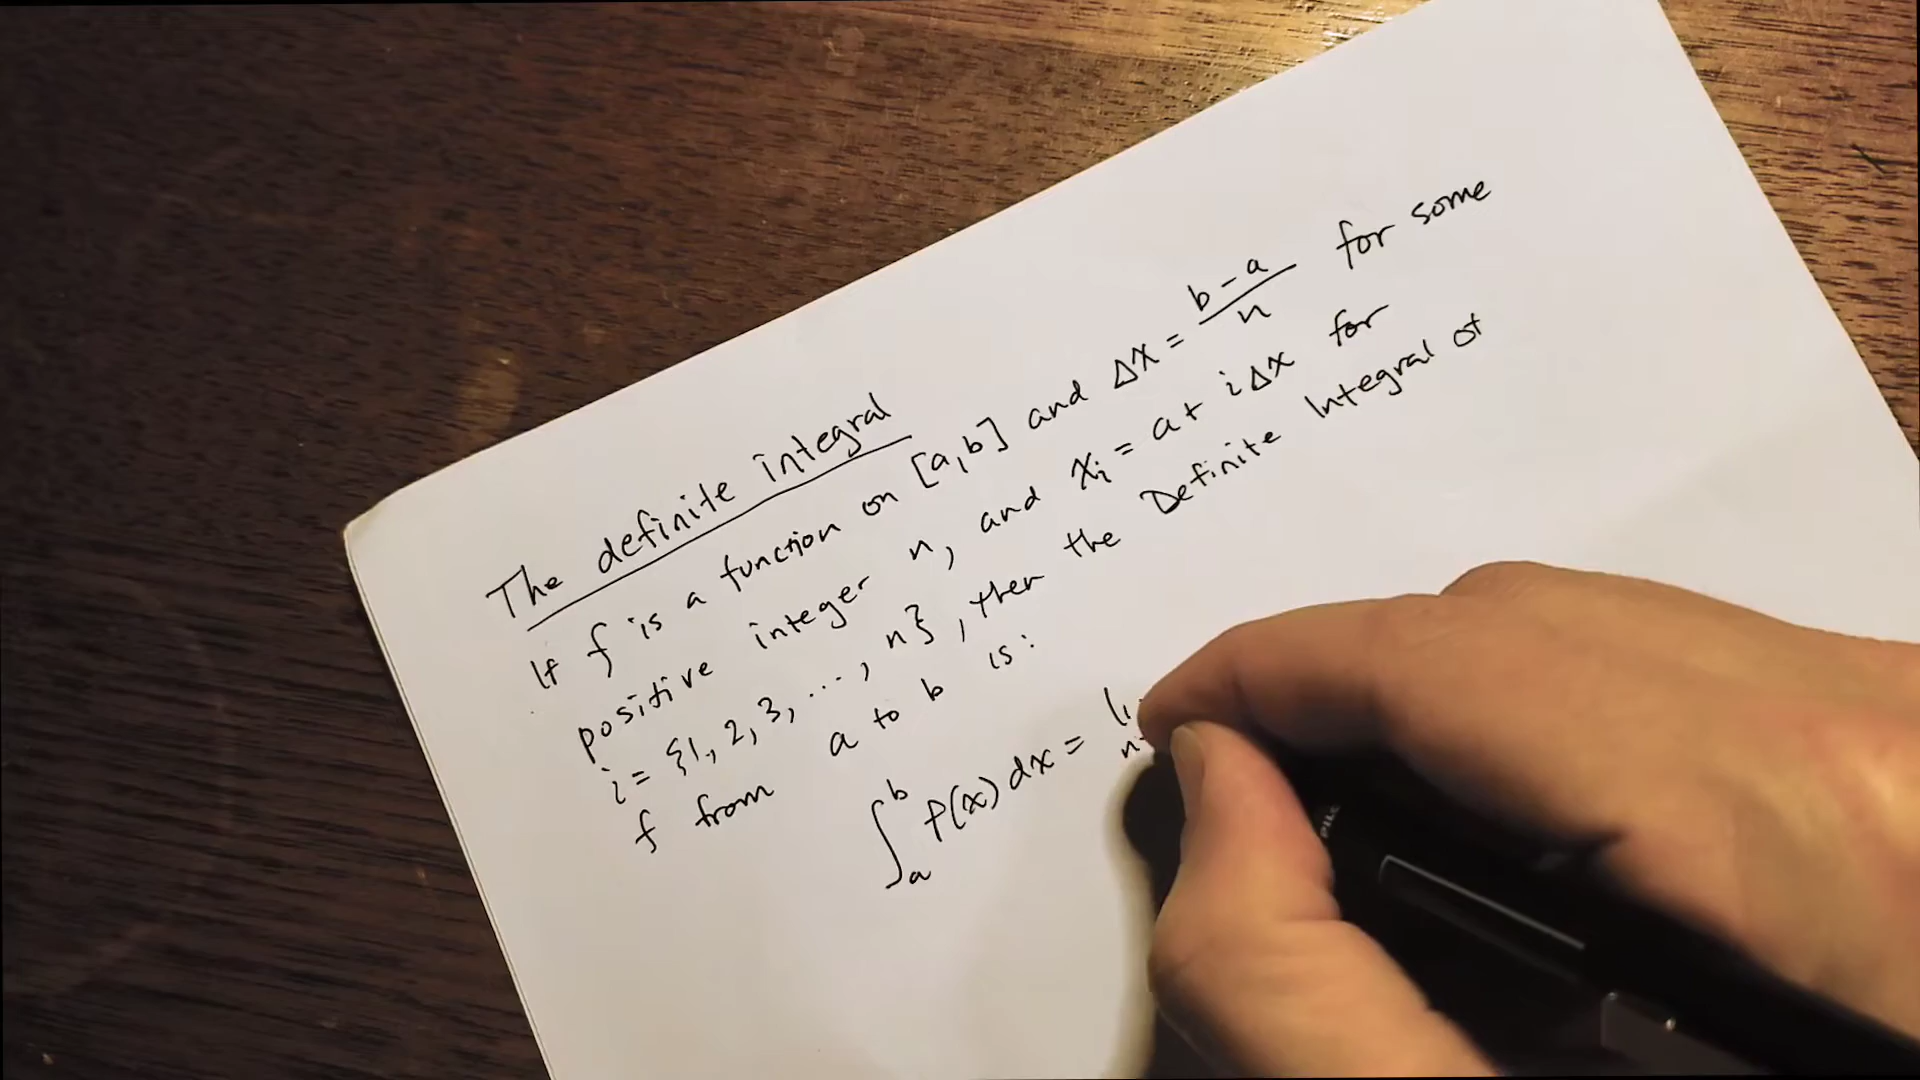 The definite integral
If f is a function on [a,b] and Δx = b - a / n for some
positive integer n, and xᵢ = a + iΔx for
i = {1, 2, 3, ..., n}, then the Definite Integral of
f from a to b is:
∫ₐᵇ f(x) dx =